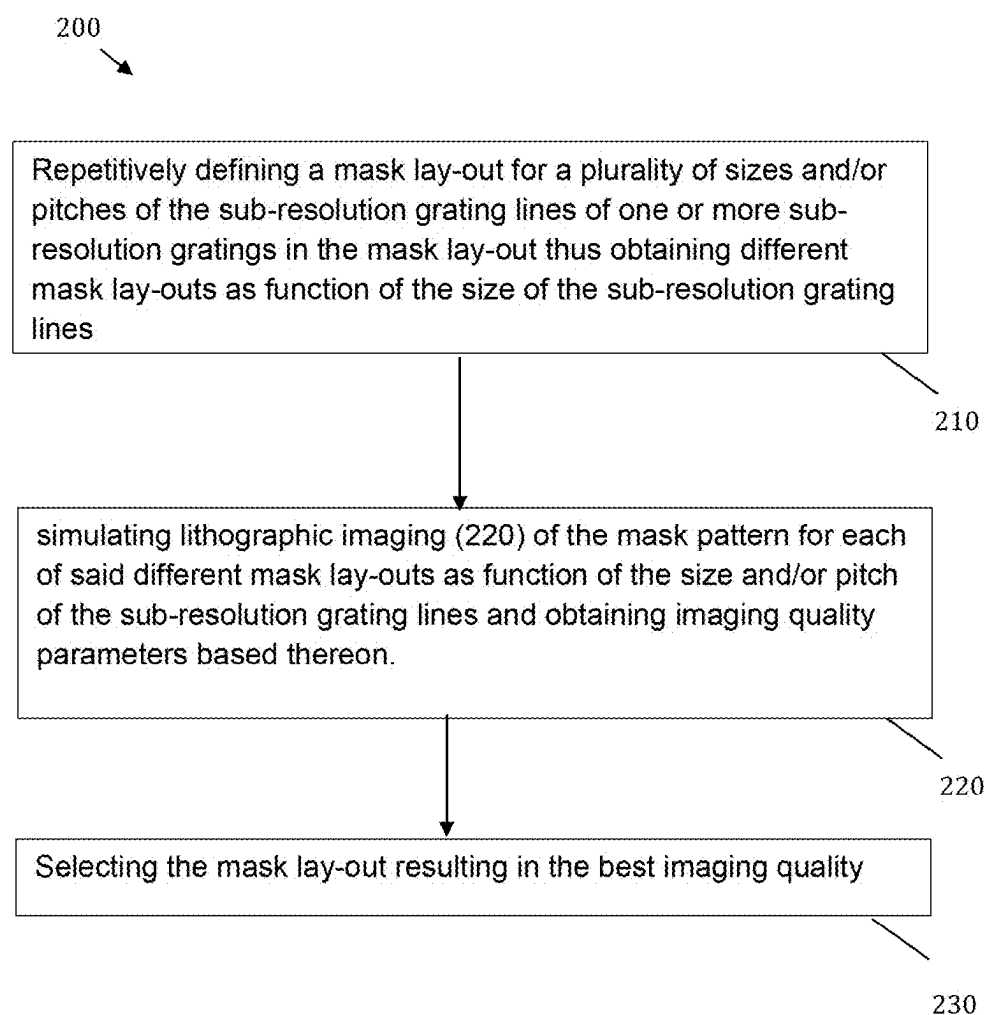 200
Repetitively defining a mask lay-out for a plurality of sizes and/or
pitches of the sub-resolution grating lines of one or more sub-
resolution gratings in the mask lay-out thus obtaining different
mask lay-outs as function of the size of the sub-resolution grating
lines
210
simulating lithographic imaging (220) of the mask pattern for each
of said different mask lay-outs as function of the size and/or pitch
of the sub-resolution grating lines and obtaining imaging quality
parameters based thereon.
220
Selecting the mask lay-out resulting in the best imaging quality
230